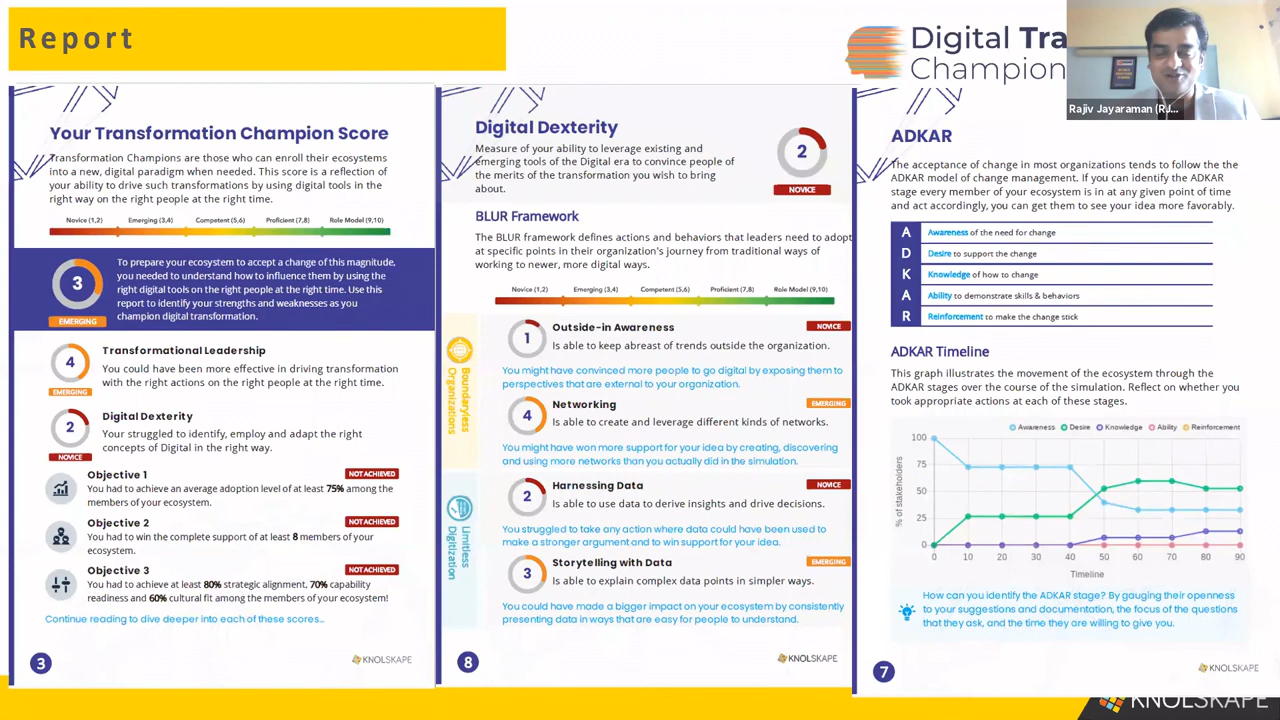 Report
Digital Tra
Champion
Rajiv Jayaraman (RJ...
Your Transformation Champion Score
Transformation Champions are those who can enroll their ecosystems
into a new, digital paradigm when needed. This score is a reflection of
your ability to drive such transformations by using digital tools in the
right way on the right people at the right time.
Novice (1,2) Emerging (3,4) Competent (5,6) Proficient (7,8) Role Model (9,10)
3
EMERGING
To prepare your ecosystem to accept a change of this magnitude,
you needed to understand how to influence them by using the
right digital tools on the right people at the right time. Use this
report to identify your strengths and weaknesses as you
champion digital transformation.
4
EMERGING
Transformational Leadership
You could have been more effective in driving transformation
with the right actions on the right people at the right time.
2
NOVICE
Digital Dexterity
Your struggled to identify, employ and adapt the right
concepts of Digital in the right way.
Objective 1 NOT ACHIEVED
You had to achieve an average adoption level of at least 75% among the
members of your ecosystem.
Objective 2 NOT ACHIEVED
You had to win the complete support of at least 8 members of your
ecosystem.
Objective 3 NOT ACHIEVED
You had to achieve at least 80% strategic alignment, 70% capability
readiness and 60% cultural fit among the members of your ecosystem!
Continue reading to dive deeper into each of these scores...
3
KNOLSKAPE
Digital Dexterity
Measure of your ability to leverage existing and
emerging tools of the Digital era to convince people of
the merits of the transformation you wish to bring
about.
2
NOVICE
BLUR Framework
The BLUR framework defines actions and behaviors that leaders need to adopt
at specific points in their organization's journey from traditional ways of
working to newer, more digital ways.
Novice (1,2) Emerging (3,4) Competent (5,6) Proficient (7,8) Role Model (9,10)
Boundaryless
Organizations
1
Outside-in Awareness NOVICE
Is able to keep abreast of trends outside the organization.
You might have convinced more people to go digital by exposing them to
perspectives that are external to your organization.
4
Networking EMERGING
Is able to create and leverage different kinds of networks.
You might have won more support for your idea by creating, discovering
and using more networks than you actually did in the simulation.
Limitless
Digitization
2
Harnessing Data NOVICE
Is able to use data to derive insights and drive decisions.
You struggled to take any action where data could have been used to
make a stronger argument and to win support for your idea.
3
Storytelling with Data EMERGING
Is able to explain complex data points in simpler ways.
You could have made a bigger impact on your ecosystem by consistently
presenting data in ways that are easy for people to understand.
8
KNOLSKAPE
ADKAR
The acceptance of change in most organizations tends to follow the the
ADKAR model of change management. If you can identify the ADKAR
stage every member of your ecosystem is in at any given point of time
and act accordingly, you can get them to see your idea more favorably.
A Awareness of the need for change
D Desire to support the change
K Knowledge of how to change
A Ability to demonstrate skills & behaviors
R Reinforcement to make the change stick
ADKAR Timeline
This graph illustrates the movement of the ecosystem through the
ADKAR stages over the course of the simulation. Reflect on whether you
took appropriate actions at each of these stages.
Awareness Desire Knowledge Ability Reinforcement
% of stakeholders
100
75
50
25
0
0 10 20 30 40 50 60 70 80 90
Timeline
How can you identify the ADKAR stage? By gauging their openness
to your suggestions and documentation, the focus of the questions
that they ask, and the time they are willing to give you.
7
KNOLSKAPE
KNOLSKAPE